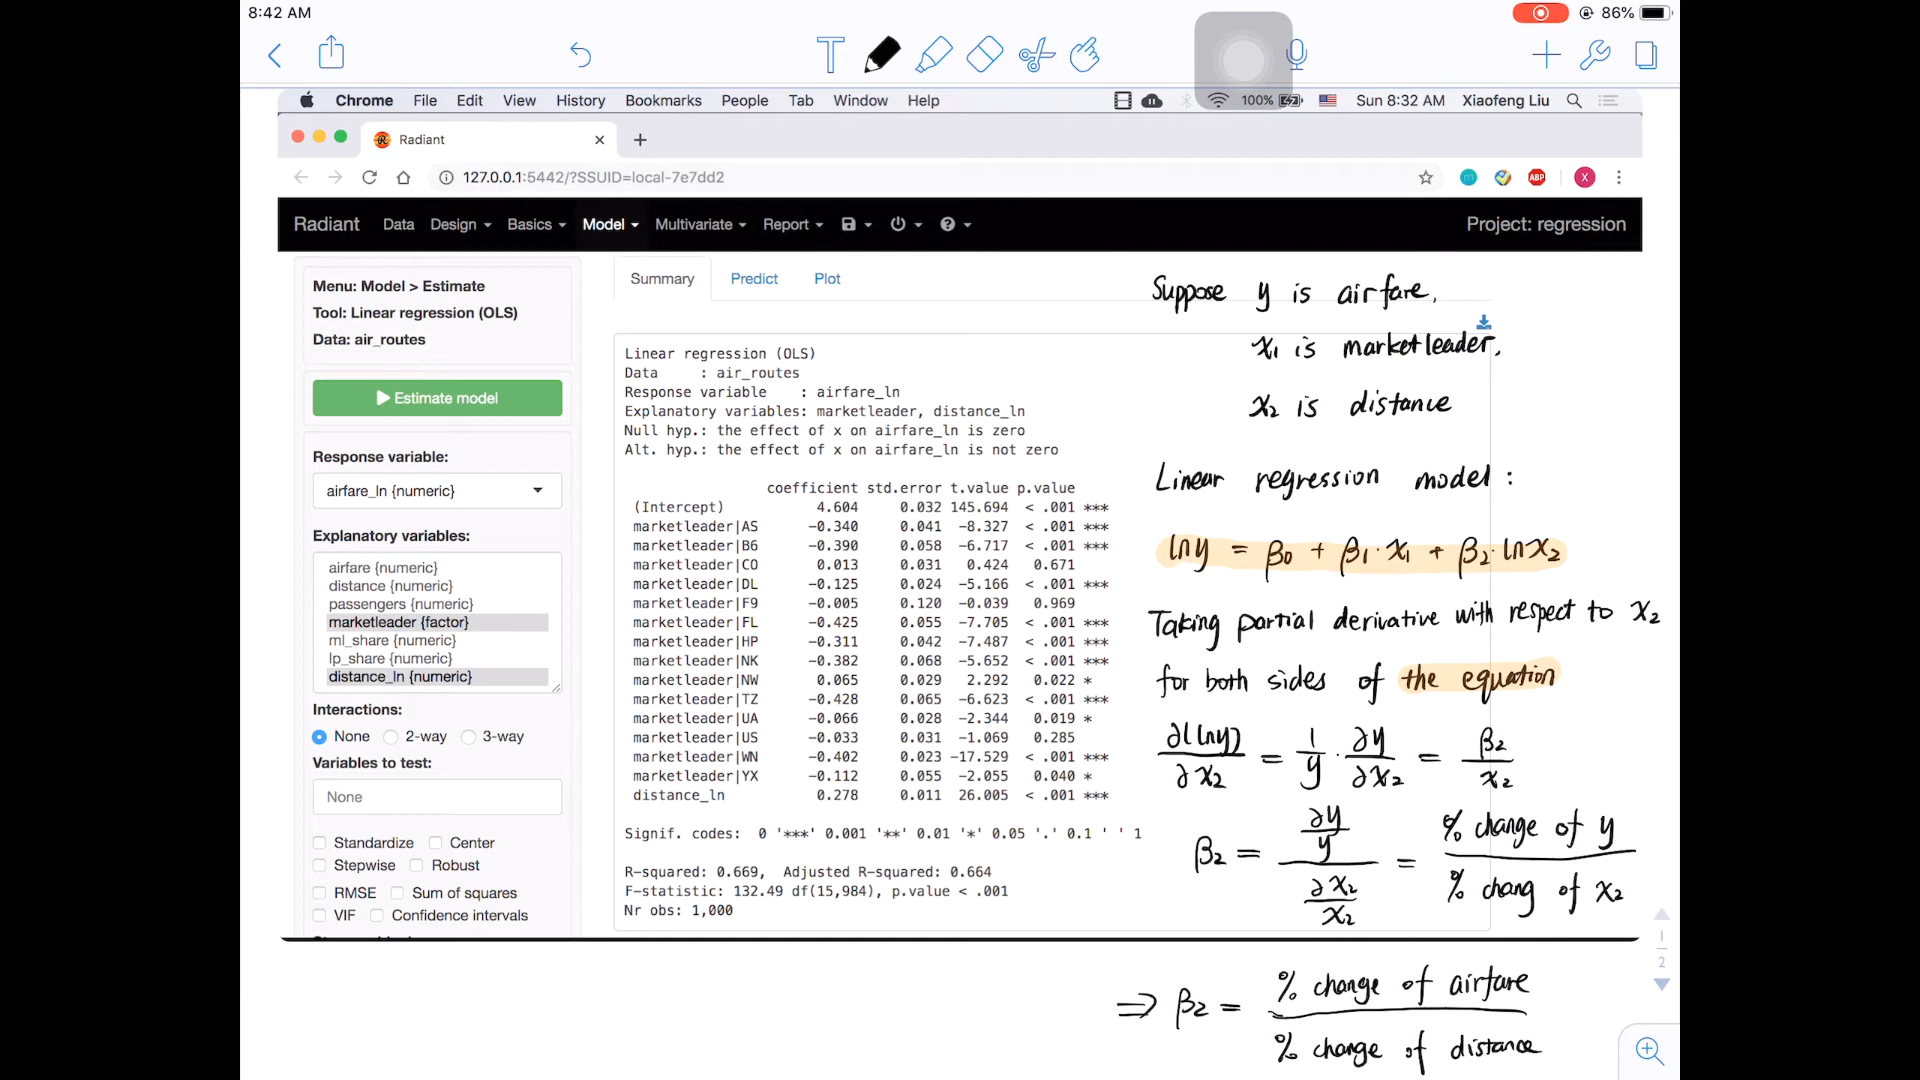 8:42 AM
86%
Chrome File Edit View History Bookmarks People Tab Window Help
100% Sun 8:32 AM Xiaofeng Liu
Radiant
127.0.0.1:5442/?SSUID=local-7e7dd2
ABP
X
Radiant Data Design Basics Model Multivariate Report Project: regression
Menu: Model > Estimate
Tool: Linear regression (OLS)
Data: air_routes
Estimate model
Response variable:
airfare_ln {numeric}
Explanatory variables:
airfare {numeric}
distance {numeric}
passengers {numeric}
marketleader {factor}
ml_share {numeric}
lp_share {numeric}
distance_ln {numeric}
Interactions:
None 2-way 3-way
Variables to test:
None
Standardize Center
Stepwise Robust
RMSE Sum of squares
VIF Confidence intervals
Summary Predict Plot
Linear regression (OLS)
Data : air_routes
Response variable : airfare_ln
Explanatory variables: marketleader, distance_ln
Null hyp.: the effect of x on airfare_ln is zero
Alt. hyp.: the effect of x on airfare_ln is not zero
coefficient std.error t.value p.value
(Intercept) 4.604 0.032 145.694 < .001 ***
marketleader|AS -0.340 0.041 -8.327 < .001 ***
marketleader|B6 -0.390 0.058 -6.717 < .001 ***
marketleader|CO 0.013 0.031 0.424 0.671
marketleader|DL -0.125 0.024 -5.166 < .001 ***
marketleader|F9 -0.005 0.120 -0.039 0.969
marketleader|FL -0.425 0.055 -7.705 < .001 ***
marketleader|HP -0.311 0.042 -7.487 < .001 ***
marketleader|NK -0.382 0.068 -5.652 < .001 ***
marketleader|NW 0.065 0.029 2.292 0.022 *
marketleader|TZ -0.428 0.065 -6.623 < .001 ***
marketleader|UA -0.066 0.028 -2.344 0.019 *
marketleader|US -0.033 0.031 -1.069 0.285
marketleader|WN -0.402 0.023 -17.529 < .001 ***
marketleader|YX -0.112 0.055 -2.055 0.040 *
distance_ln 0.278 0.011 26.005 < .001 ***
Signif. codes: 0 '***' 0.001 '**' 0.01 '*' 0.05 '.' 0.1 ' ' 1
R-squared: 0.669, Adjusted R-squared: 0.664
F-statistic: 132.49 df(15,984), p.value < .001
Nr obs: 1,000
Suppose y is airfare,
x₁ is marketleader,
x₂ is distance
Linear regression model:
lny = β₀ + β₁·x₁ + β₂·lnx₂
Taking partial derivative with respect to x₂
for both sides of the equation
∂(lny)/∂x₂ = 1/y · ∂y/∂x₂ = β₂/x₂
β₂ = (∂y/y)/(∂x₂/x₂) = % change of y / % chang of x₂
⇒ β₂ = % change of airfare / % change of distance
1
2